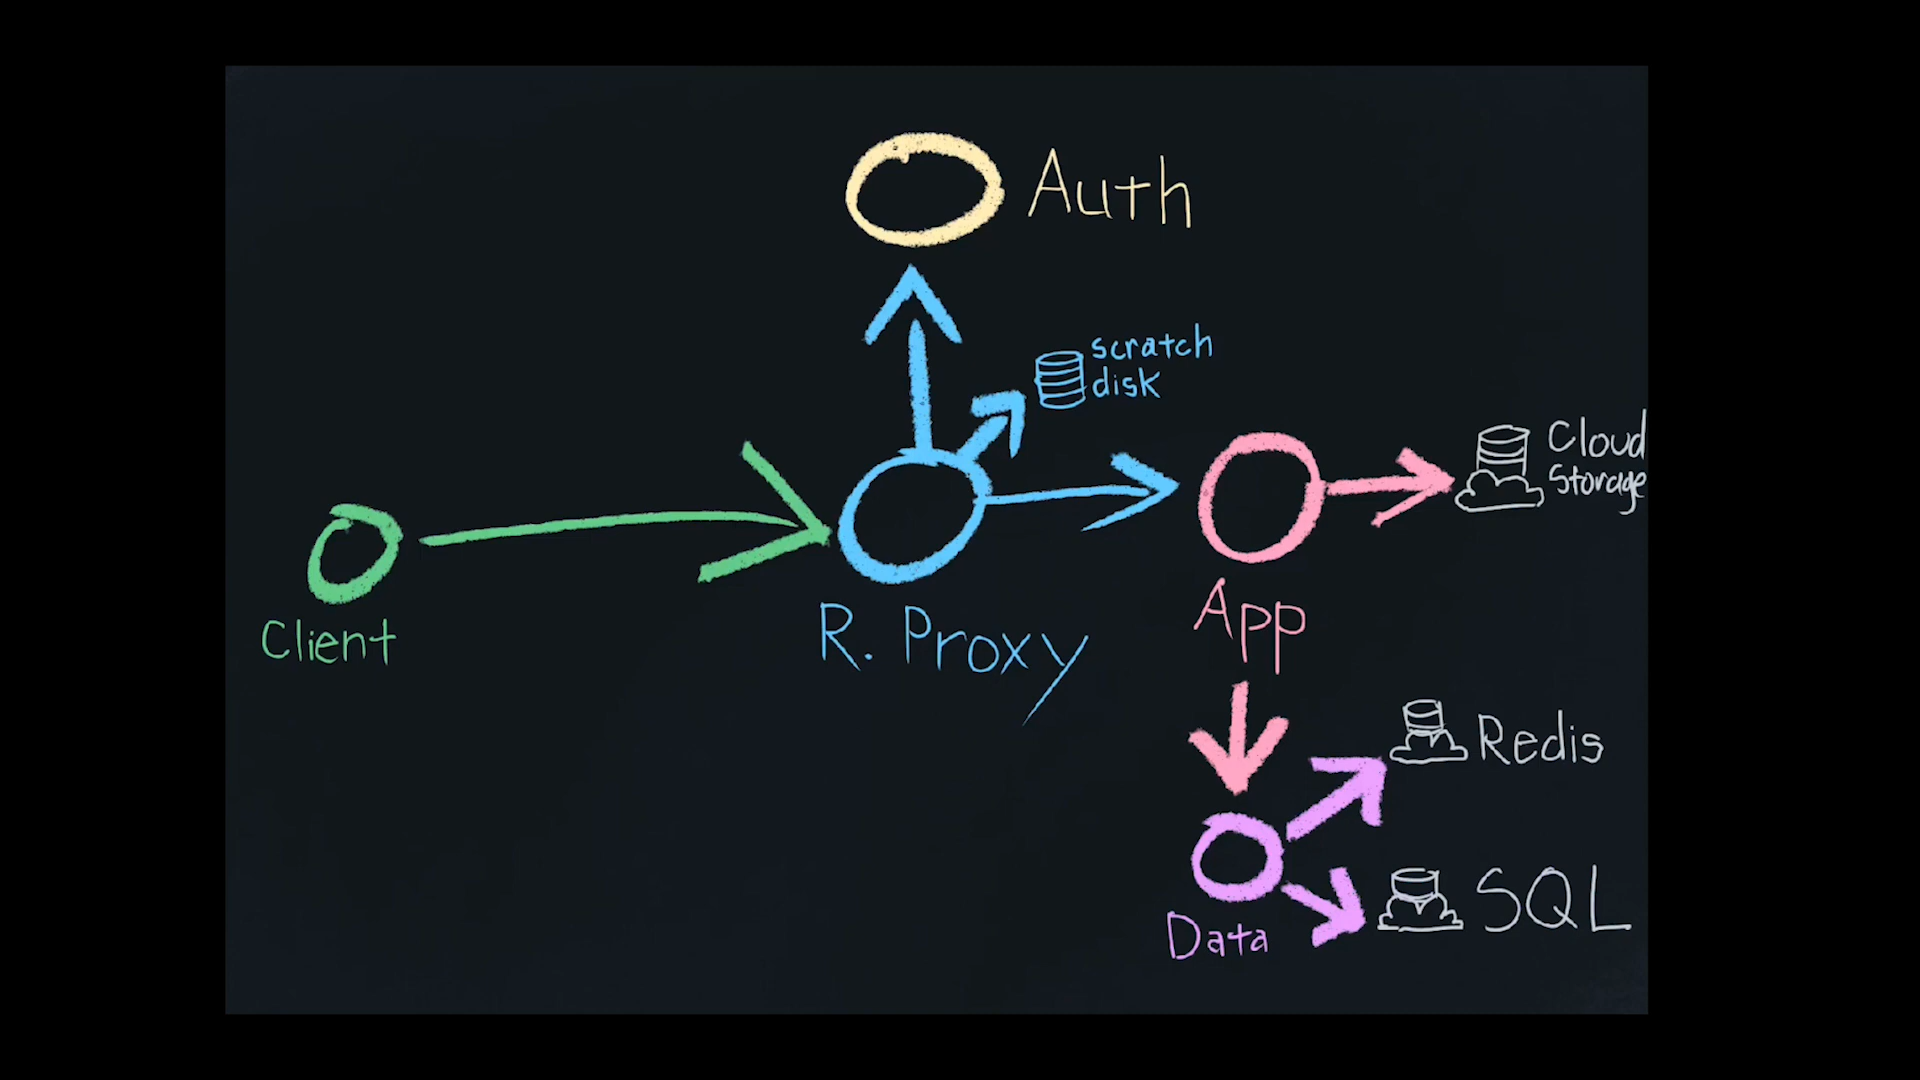 Auth
scratch
disk
Cloud
Storage
Client
R. Proxy
App
Redis
SQL
Data